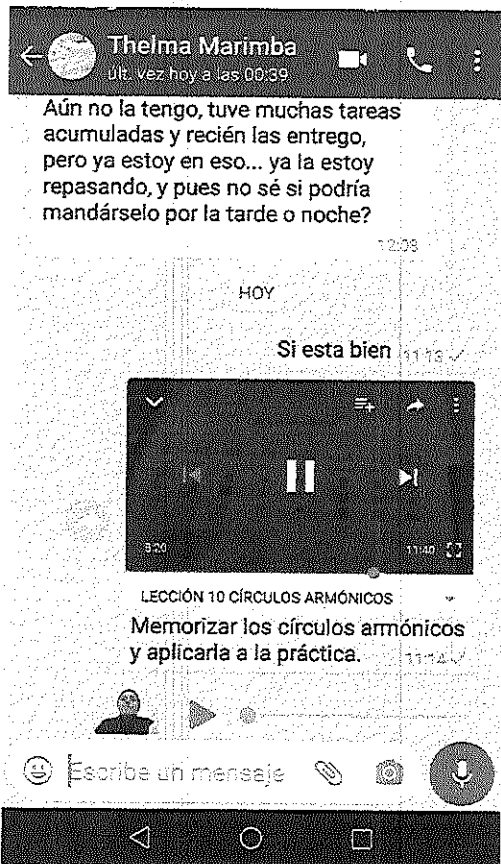 Thelma Marimba
últ. vez hoy a las 00:39
Aún no la tengo, tuve muchas tareas
acumuladas y recién las entrego,
pero ya estoy en eso... ya la estoy
repasando, y pues no sé si podría
mandárselo por la tarde o noche?
12:08
HOY
Si esta bien 11:13
8:20 11:40
LECCIÓN 10 CÍRCULOS ARMÓNICOS
Memorizar los círculos armónicos
y aplicarla a la práctica. 11:14
Escribe un mensaje